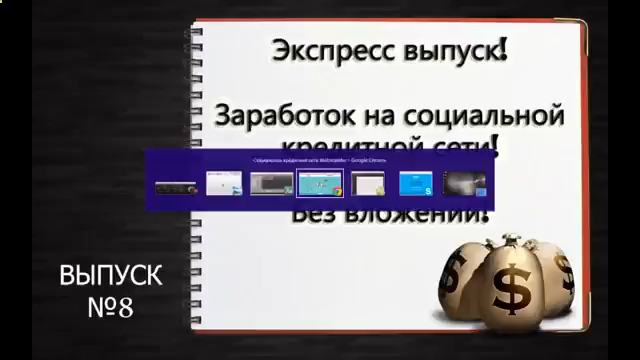 Экспресс выпуск!
Заработок на социальной
кредитной сети!
Без вложений!
ВЫПУСК
№8
$
$
$